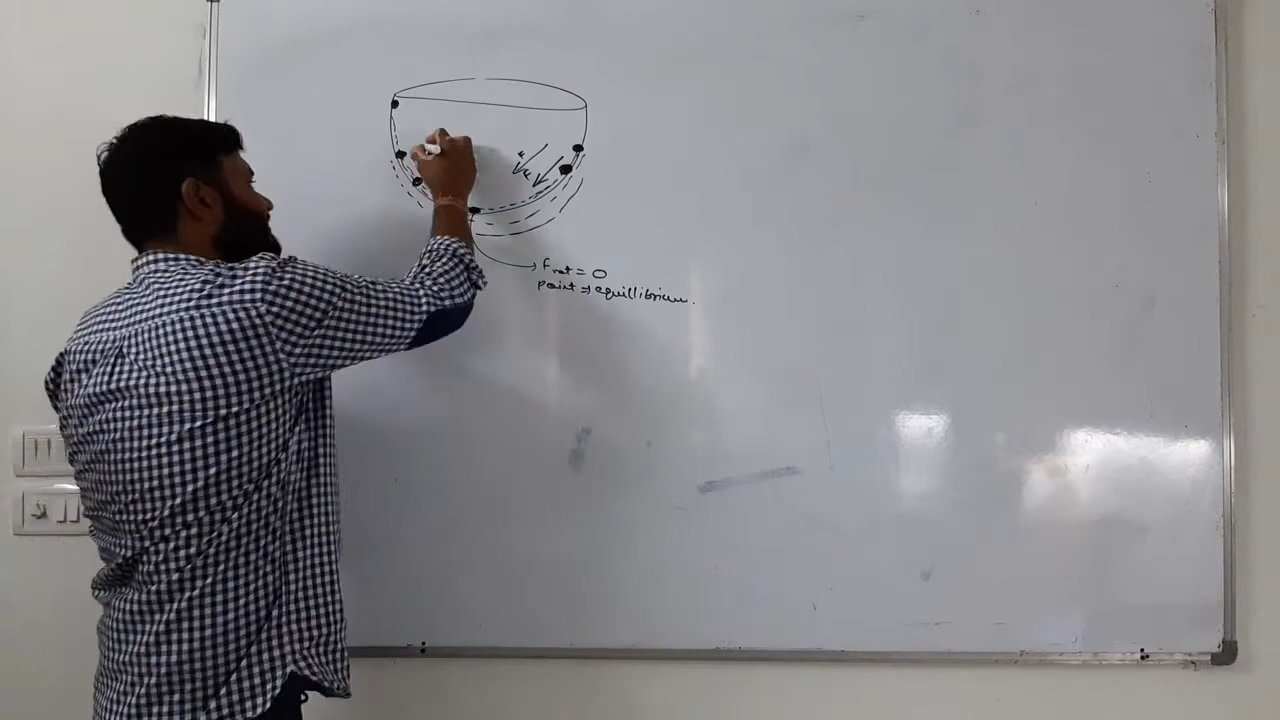 F
F
Fnet = 0
point => equillibrium.